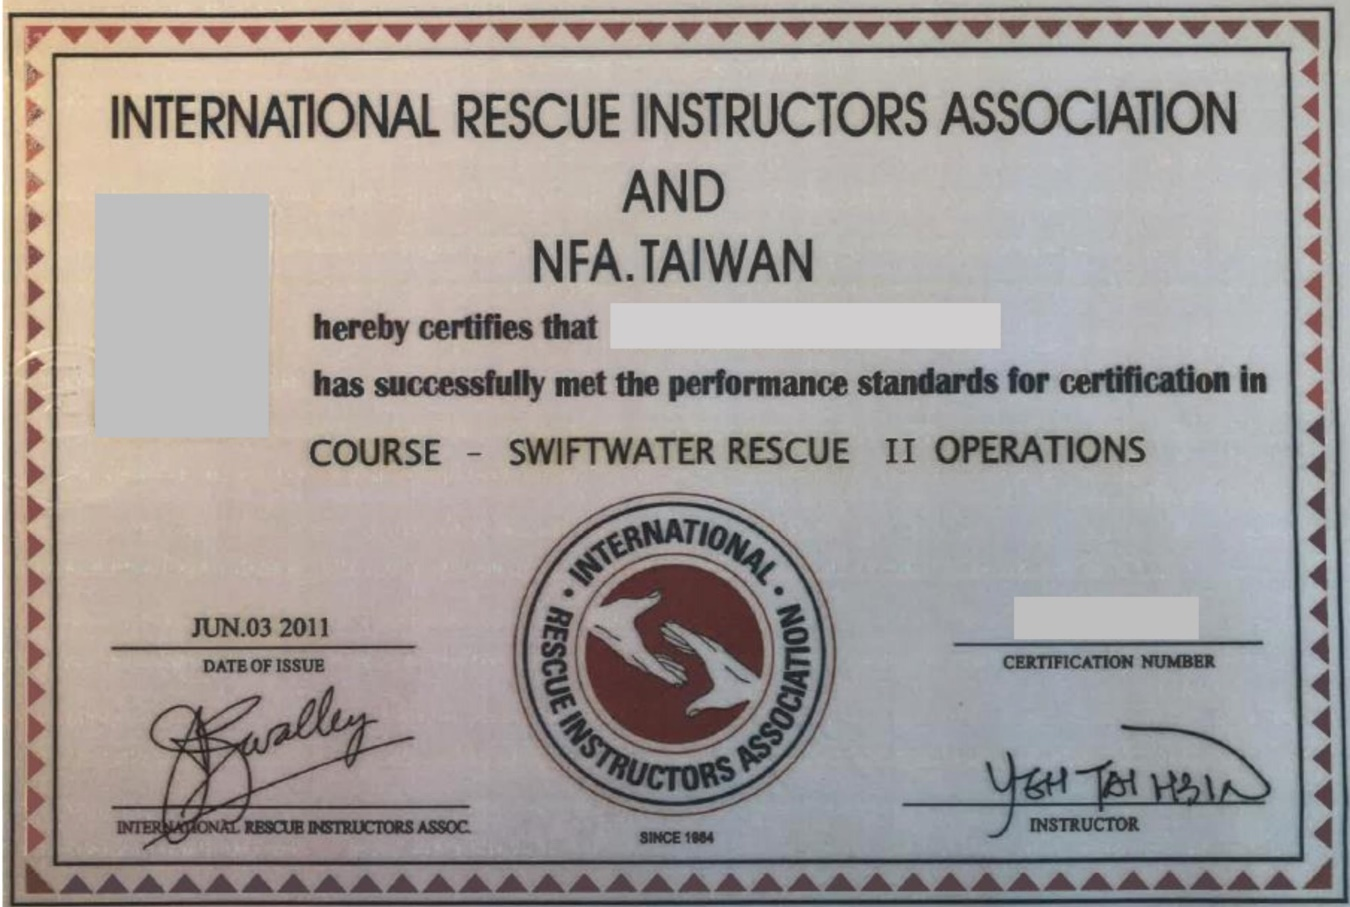 INTERNATIONAL RESCUE INSTRUCTORS ASSOCIATION
AND
NFA.TAIWAN
hereby certifies that
has successfully met the performance standards for certification in
COURSE - SWIFTWATER RESCUE II OPERATIONS
• INTERNATIONAL •
RESCUE INSTRUCTORS ASSOCIATION
SINCE 1984
JUN.03 2011
DATE OF ISSUE
CERTIFICATION NUMBER
YEH TAI HSIN
INTERNATIONAL RESCUE INSTRUCTORS ASSOC.
INSTRUCTOR